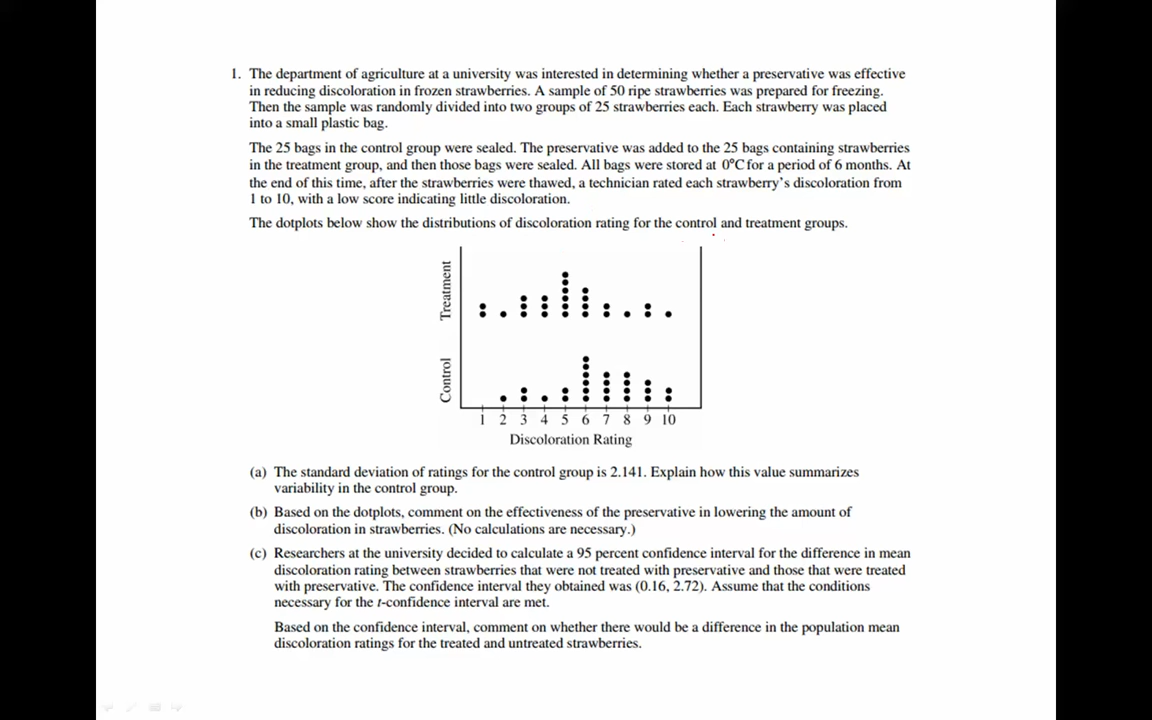 1. The department of agriculture at a university was interested in determining whether a preservative was effective
in reducing discoloration in frozen strawberries. A sample of 50 ripe strawberries was prepared for freezing.
Then the sample was randomly divided into two groups of 25 strawberries each. Each strawberry was placed
into a small plastic bag.
The 25 bags in the control group were sealed. The preservative was added to the 25 bags containing strawberries
in the treatment group, and then those bags were sealed. All bags were stored at 0°C for a period of 6 months. At
the end of this time, after the strawberries were thawed, a technician rated each strawberry's discoloration from
1 to 10, with a low score indicating little discoloration.
The dotplots below show the distributions of discoloration rating for the control and treatment groups.
Treatment
Control
1 2 3 4 5 6 7 8 9 10
Discoloration Rating
(a) The standard deviation of ratings for the control group is 2.141. Explain how this value summarizes
variability in the control group.
(b) Based on the dotplots, comment on the effectiveness of the preservative in lowering the amount of
discoloration in strawberries. (No calculations are necessary.)
(c) Researchers at the university decided to calculate a 95 percent confidence interval for the difference in mean
discoloration rating between strawberries that were not treated with preservative and those that were treated
with preservative. The confidence interval they obtained was (0.16, 2.72). Assume that the conditions
necessary for the t-confidence interval are met.
Based on the confidence interval, comment on whether there would be a difference in the population mean
discoloration ratings for the treated and untreated strawberries.